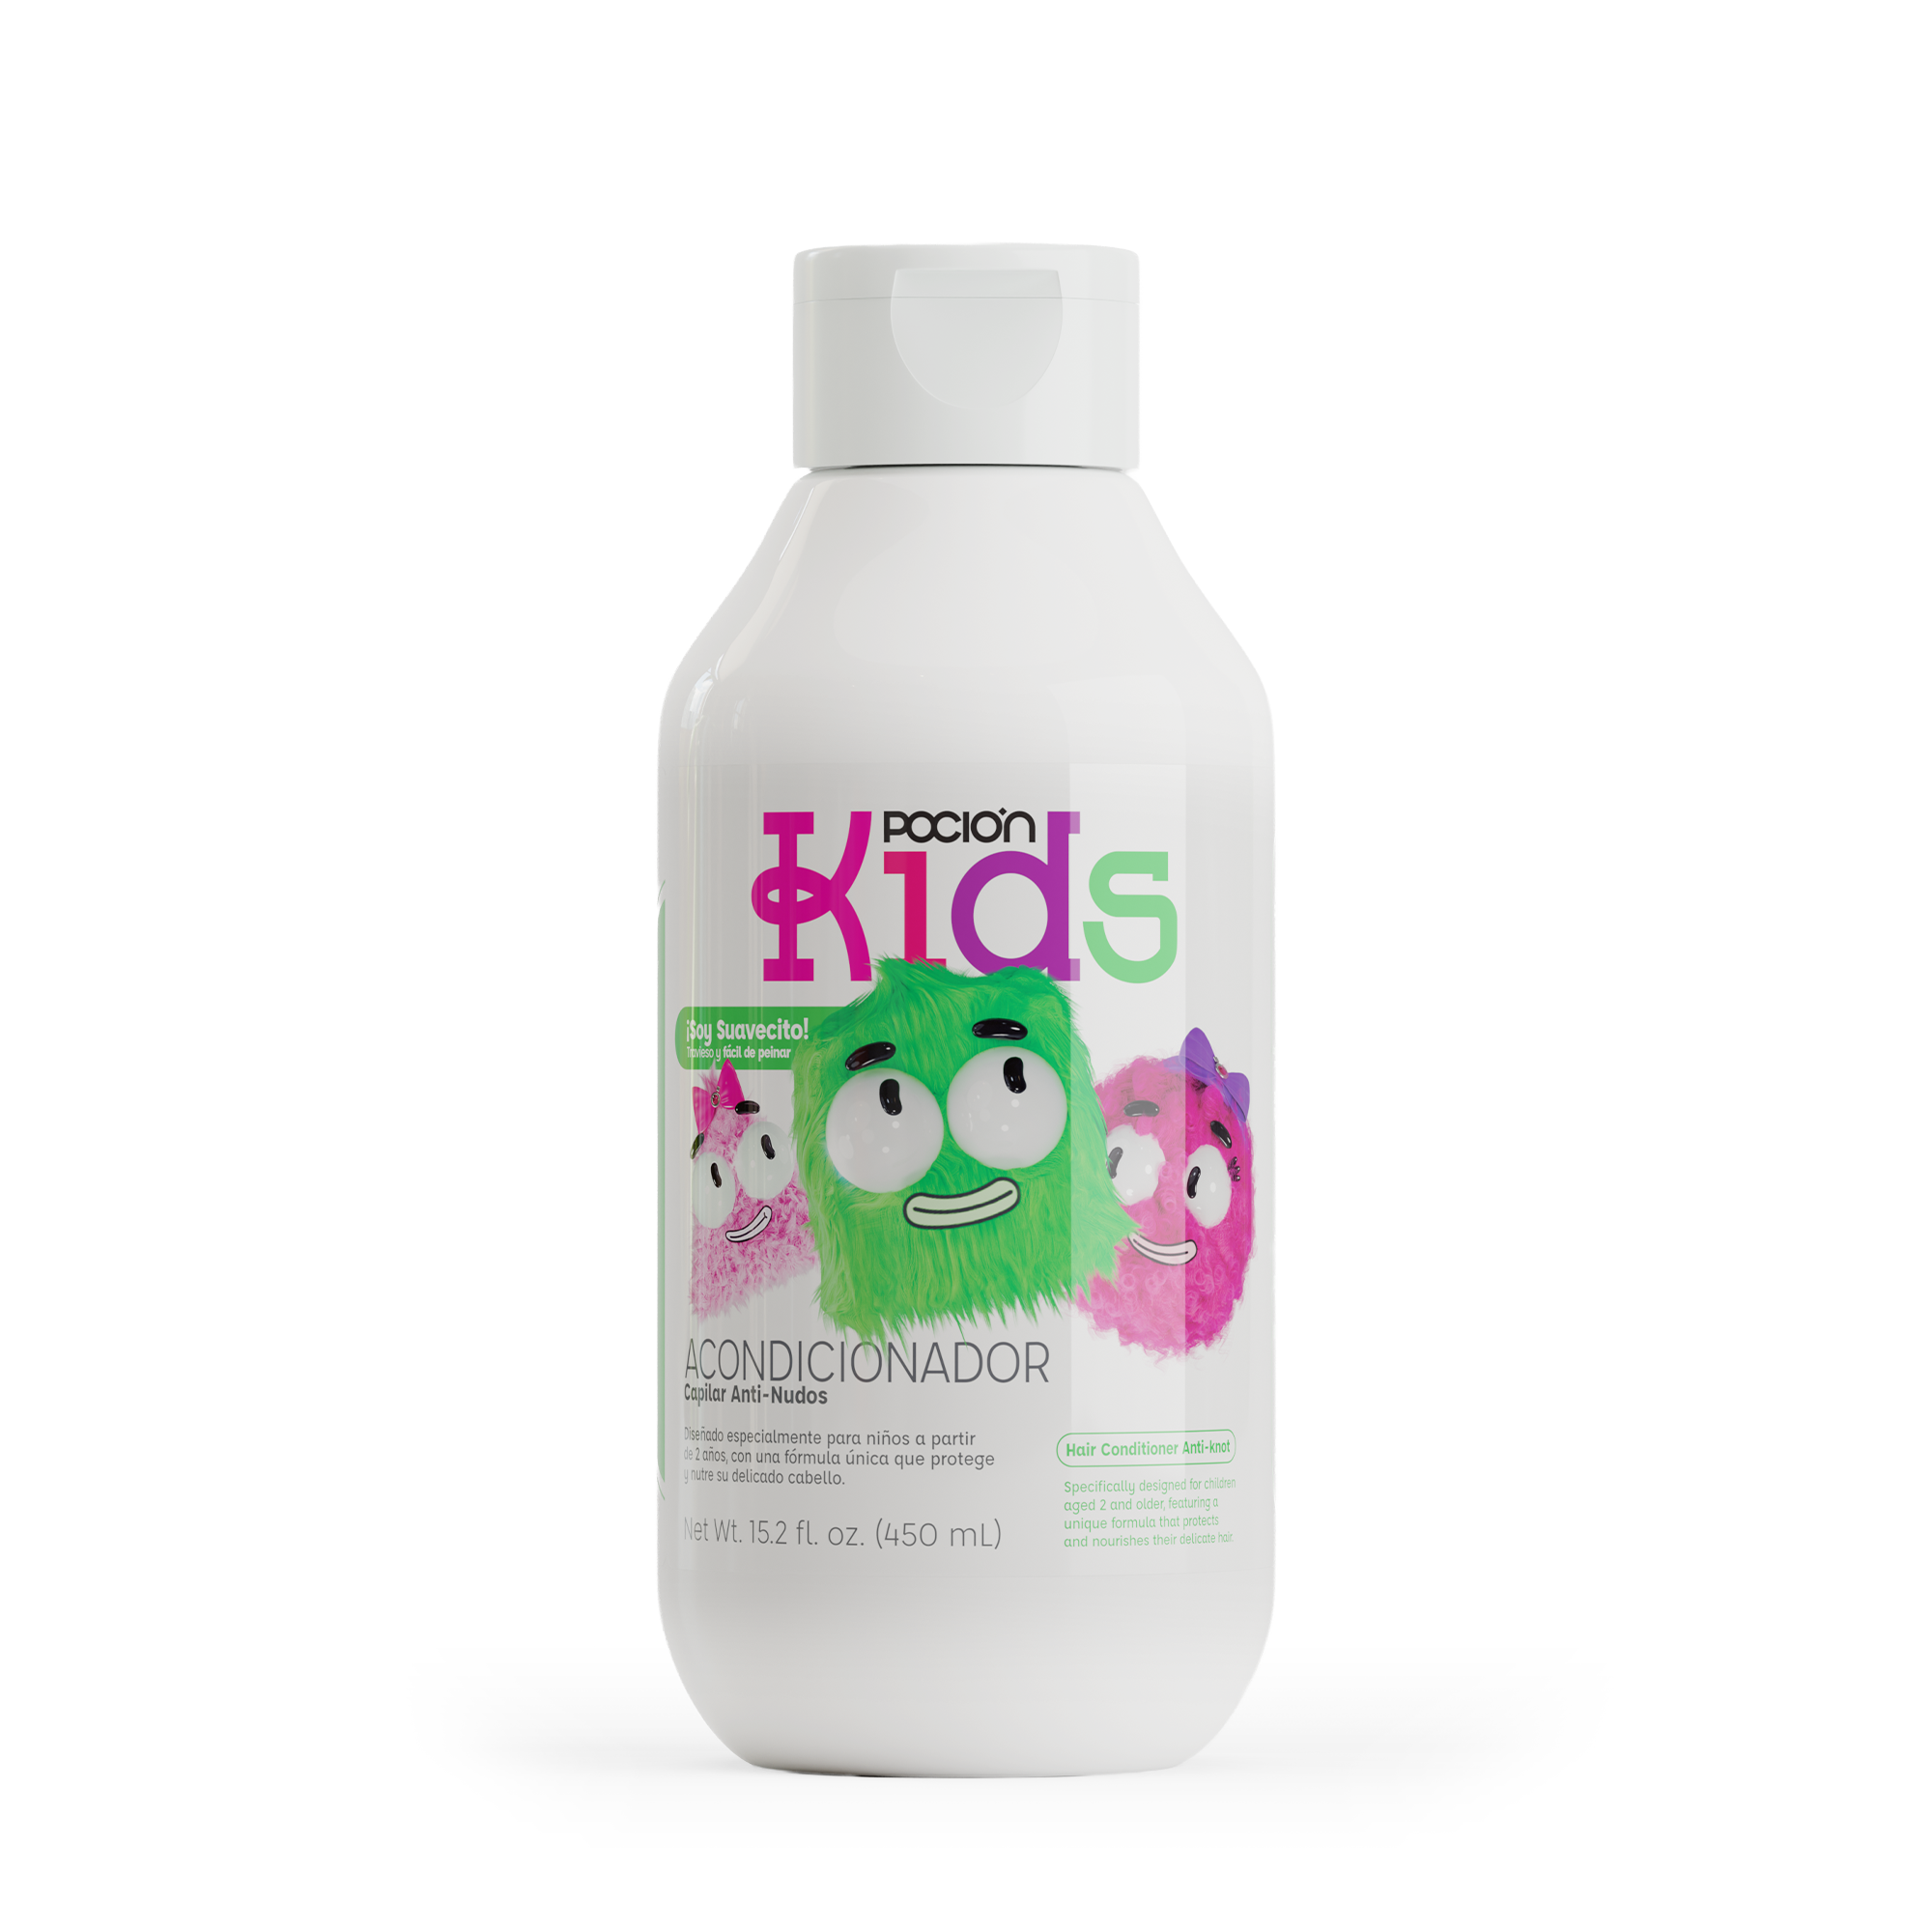 POCIÓN
Kids
¡Soy Suavecito!
Travieso y fácil de peinar
ACONDICIONADOR
Capilar Anti-Nudos
Diseñado especialmente para niños a partir
de 2 años, con una fórmula única que protege
y nutre su delicado cabello.
Net Wt. 15.2 fl. oz. (450 mL)
Hair Conditioner Anti-knot
Specifically designed for children
aged 2 and older, featuring a
unique formula that protects
and nourishes their delicate hair.